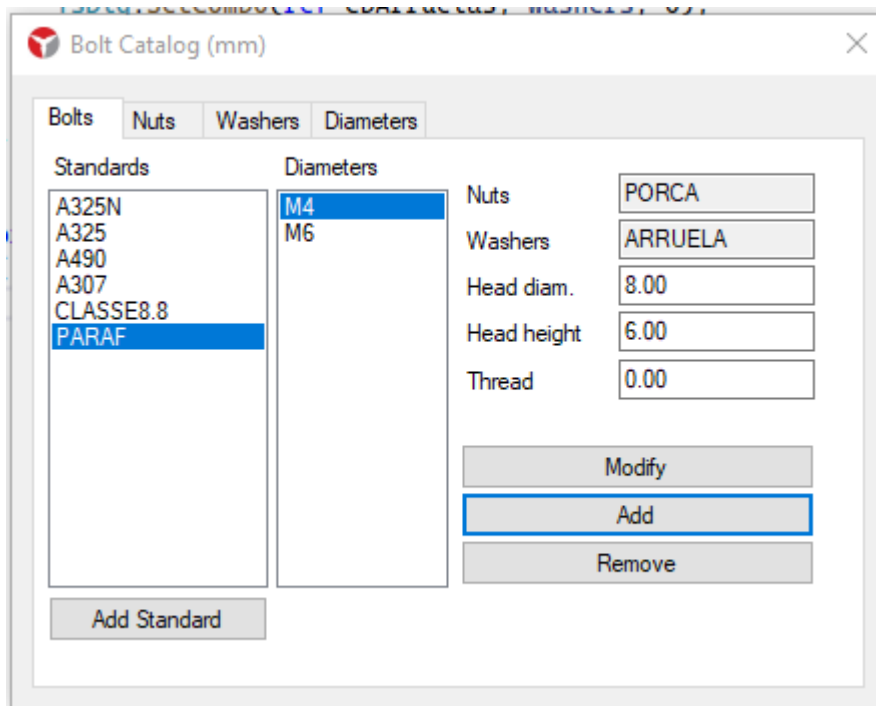 Bolt Catalog (mm)
Bolts Nuts Washers Diameters
Standards
A325N
A325
A490
A307
CLASSE8.8
PARAF
Add Standard
Diameters
M4
M6
Nuts PORCA
Washers ARRUELA
Head diam. 8.00
Head height 6.00
Thread 0.00
Modify
Add
Remove